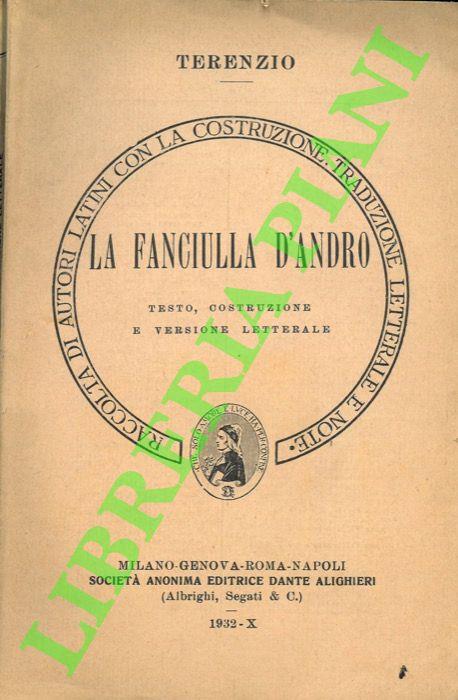 TERENZIO
RACCOLTA DI AUTORI LATINI CON LA COSTRUZIONE, TRADUZIONE LETTERALE E NOTE.
LA FANCIULLA D'ANDRO
TESTO, COSTRUZIONE
E VERSIONE LETTERALE
MILANO-GENOVA-ROMA-NAPOLI
SOCIETÀ ANONIMA EDITRICE DANTE ALIGHIERI
(Albrighi, Segati & C.)
1932-X
LIBRERIA PIANI